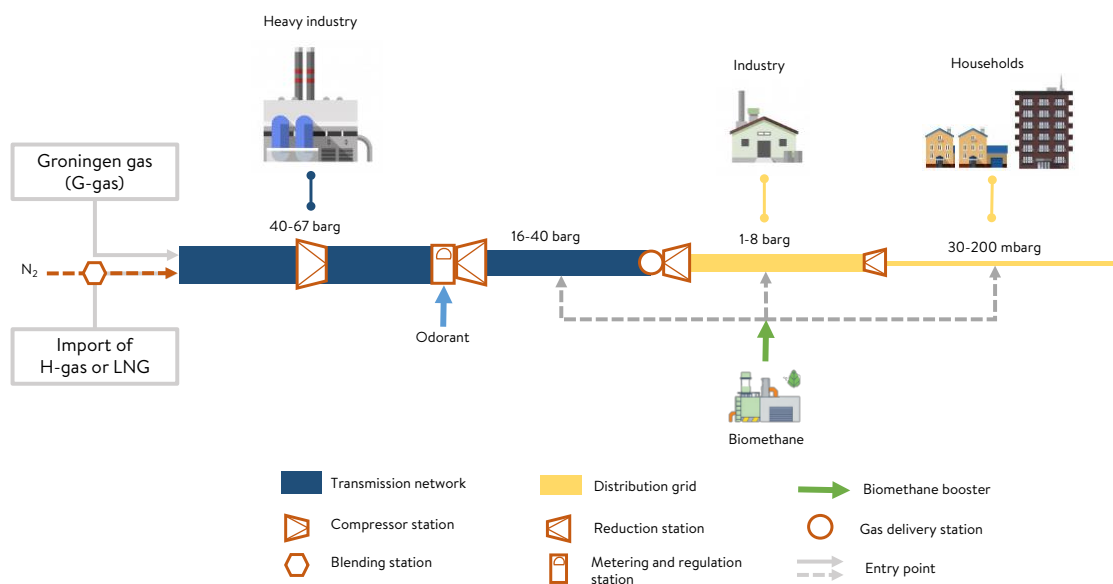 Heavy industry
Industry
Households
Groningen gas
(G-gas)
40-67 barg
16-40 barg
1-8 barg
30-200 mbarg
N₂
Import of
H-gas or LNG
Odorant
Biomethane
Transmission network
Distribution grid
Biomethane booster
Compressor station
Reduction station
Gas delivery station
Blending station
Metering and regulation
station
Entry point